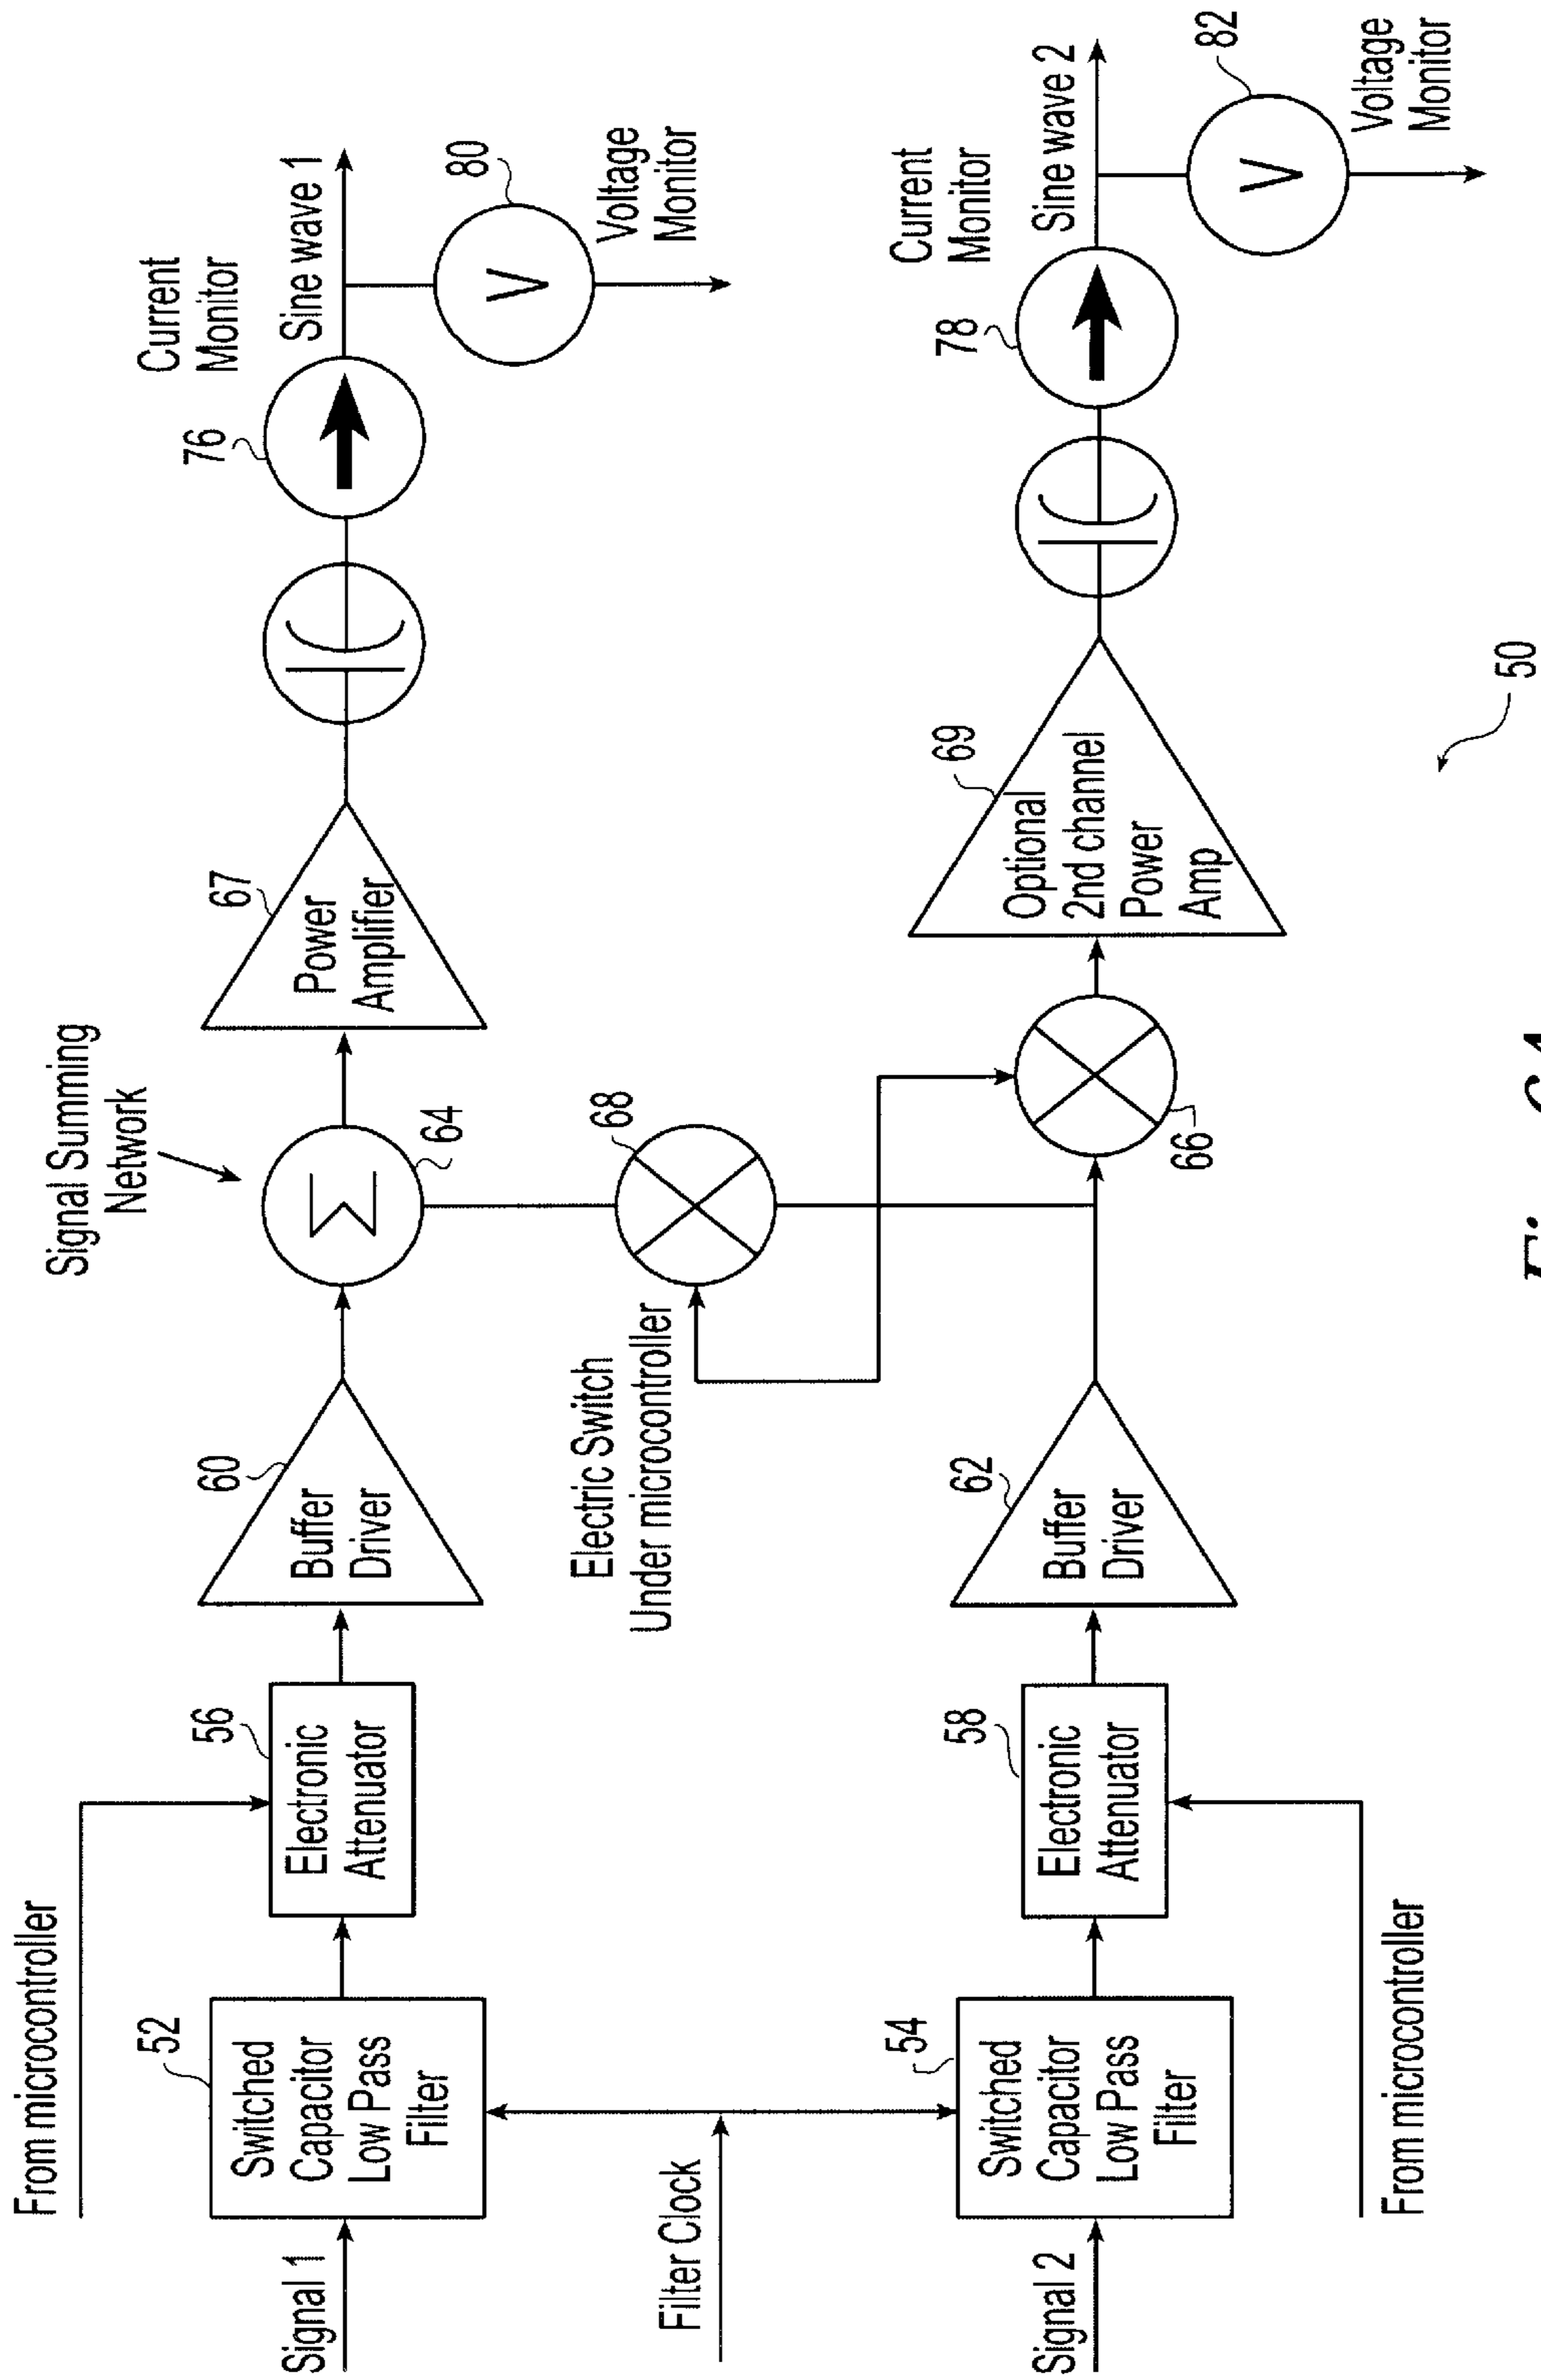 Signal Summing
Network
Current
Monitor
Sine wave 1
76
67
64
60
56
52
From microcontroller
Switched
Capacitor
Low Pass
Filter
Electronic
Attenuator
Buffer
Driver
Σ
Power
Amplifier
V
80
Voltage
Monitor
Signal 1
Filter Clock
Electric Switch
Under microcontroller
68
Current
Monitor
Sine wave 2
78
69
66
62
58
54
Switched
Capacitor
Low Pass
Filter
Electronic
Attenuator
Buffer
Driver
Optional
2nd channel
Power
Amp
V
82
Voltage
Monitor
Signal 2
From microcontroller
50